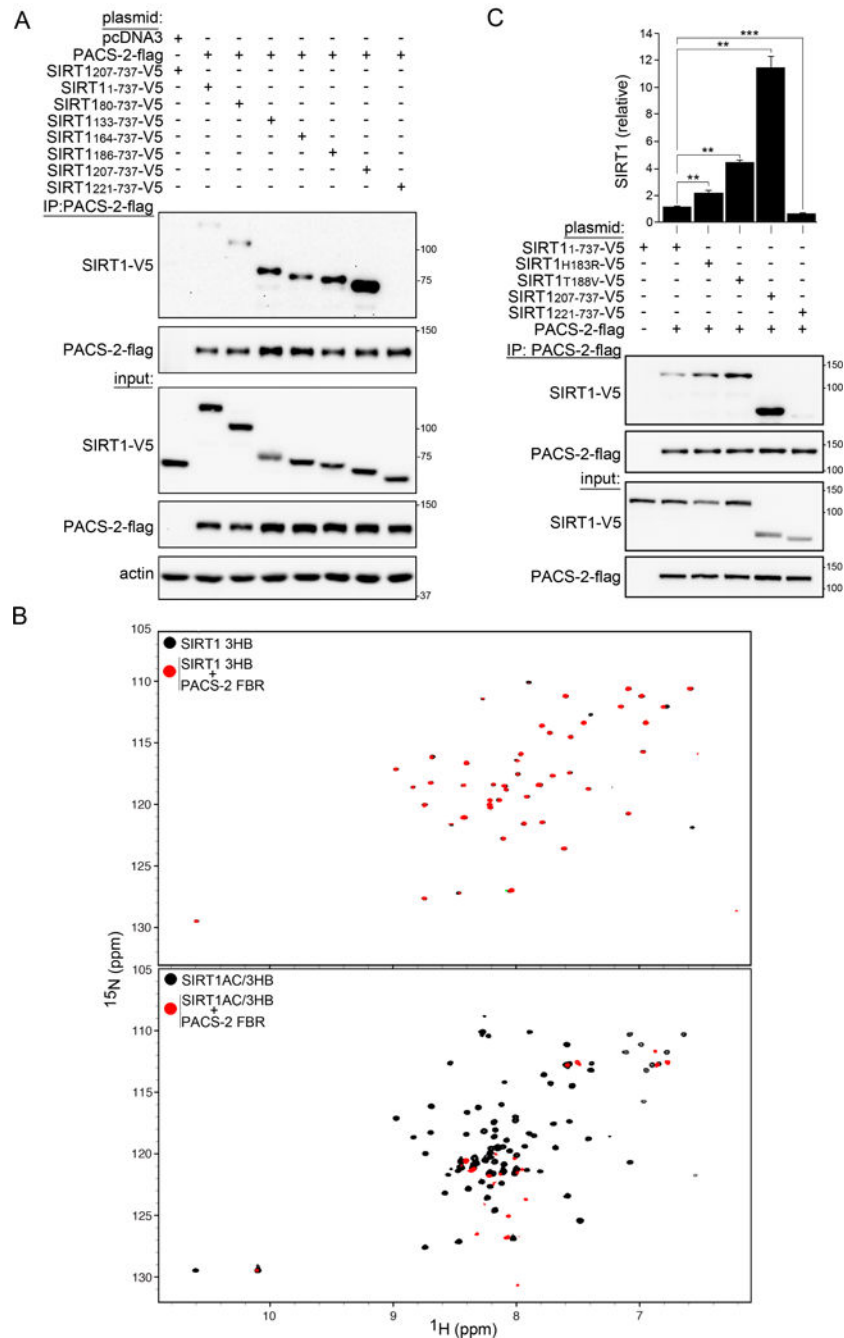 A
plasmid:
pcDNA3 + - - - - - - -
PACS-2-flag - + + + + + + +
SIRT1207-737-V5 + - - - - - - -
SIRT11-737-V5 - + - - - - - -
SIRT180-737-V5 - - + - - - - -
SIRT1133-737-V5 - - - + - - - -
SIRT1164-737-V5 - - - - + - - -
SIRT1186-737-V5 - - - - - + - -
SIRT1207-737-V5 - - - - - - + -
SIRT1221-737-V5 - - - - - - - +
IP:PACS-2-flag
SIRT1-V5
100
75
PACS-2-flag
150
input:
SIRT1-V5
100
75
PACS-2-flag
150
actin
37
C
SIRT1 (relative)
14
12
10
8
6
4
2
0
***
**
**
**
plasmid:
SIRT11-737-V5 + + - - - -
SIRT1H183R-V5 - - + - - -
SIRT1T188V-V5 - - - + - -
SIRT1207-737-V5 - - - - + -
SIRT1221-737-V5 - - - - - +
PACS-2-flag - + + + + +
IP: PACS-2-flag
SIRT1-V5
150
100
PACS-2-flag
150
100
input:
SIRT1-V5
150
100
PACS-2-flag
150
100
B
105
110
120
130
SIRT1 3HB
SIRT1 3HB
+
PACS-2 FBR
15N (ppm)
105
110
120
130
SIRT1AC/3HB
SIRT1AC/3HB
+
PACS-2 FBR
10
9
8
7
1H (ppm)